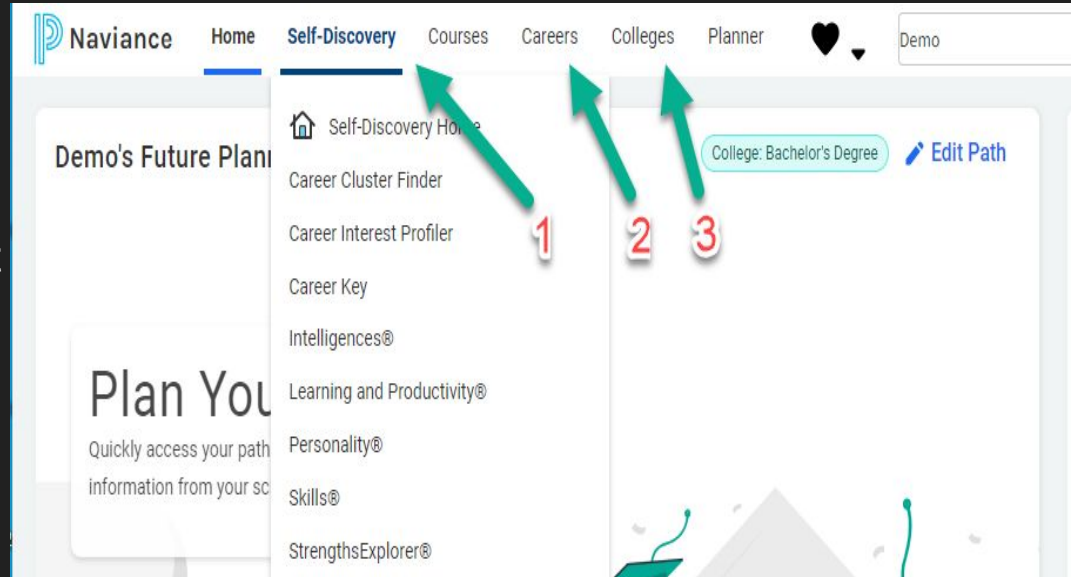 Naviance Home Self-Discovery Courses Careers Colleges Planner Demo
Self-Discovery Home
Demo's Future Plan College: Bachelor's Degree Edit Path
Career Cluster Finder
Career Interest Profiler
1 2 3
Career Key
Intelligences®
Plan You
Learning and Productivity®
Quickly access your path
Personality®
information from your sc
Skills®
StrengthsExplorer®